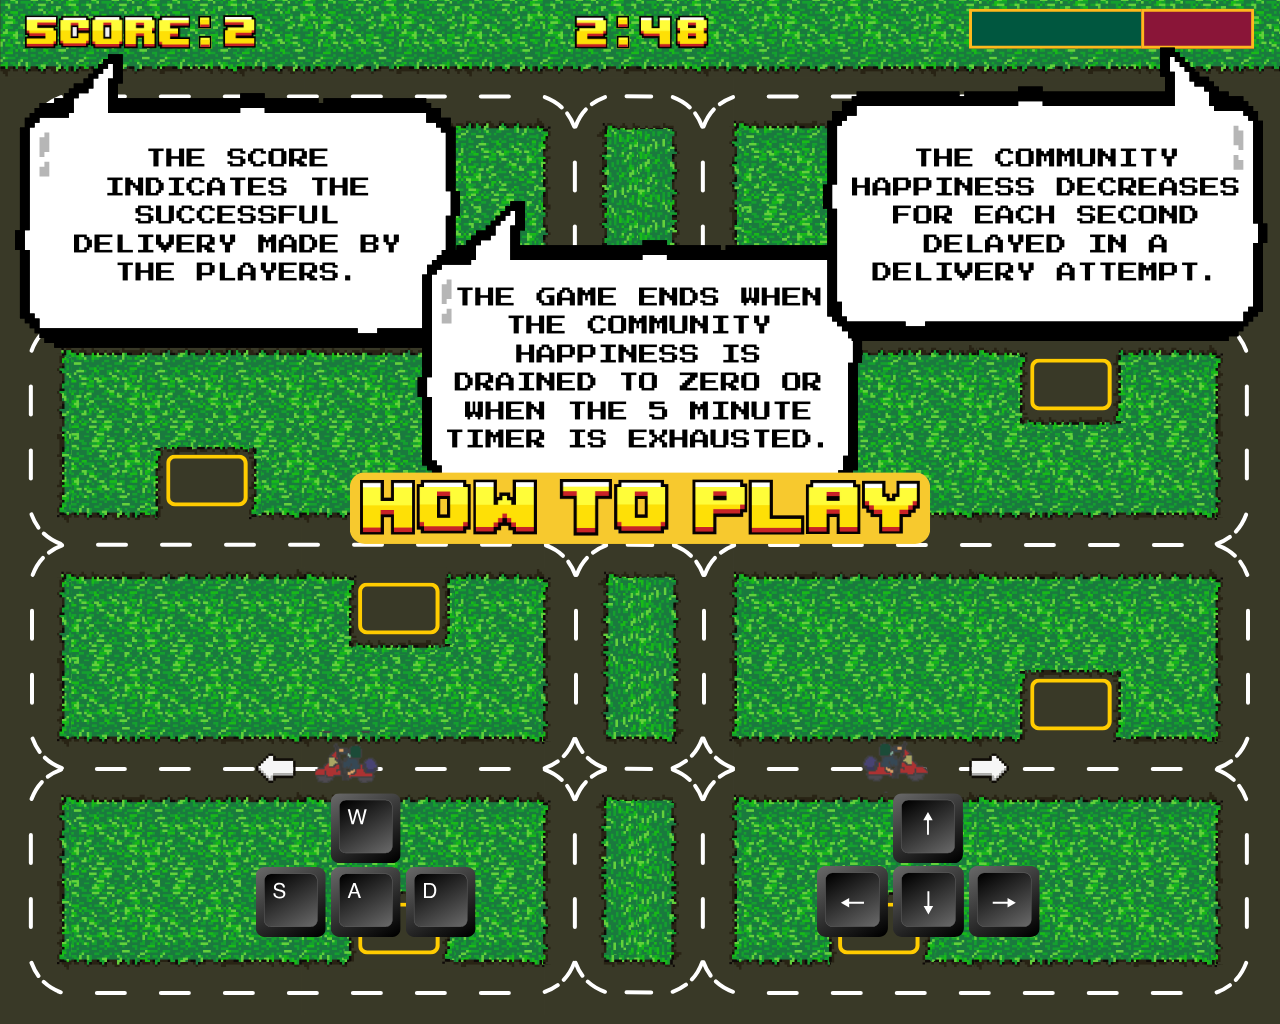 SCORE:2
2:48
THE SCORE
INDICATES THE
SUCCESSFUL
DELIVERY MADE BY
THE PLAYERS.
THE COMMUNITY
HAPPINESS DECREASES
FOR EACH SECOND
DELAYED IN A
DELIVERY ATTEMPT.
THE GAME ENDS WHEN
THE COMMUNITY
HAPPINESS IS
DRAINED TO ZERO OR
WHEN THE 5 MINUTE
TIMER IS EXHAUSTED.
HOW TO PLAY
W
↑
S A D
← ↓ →